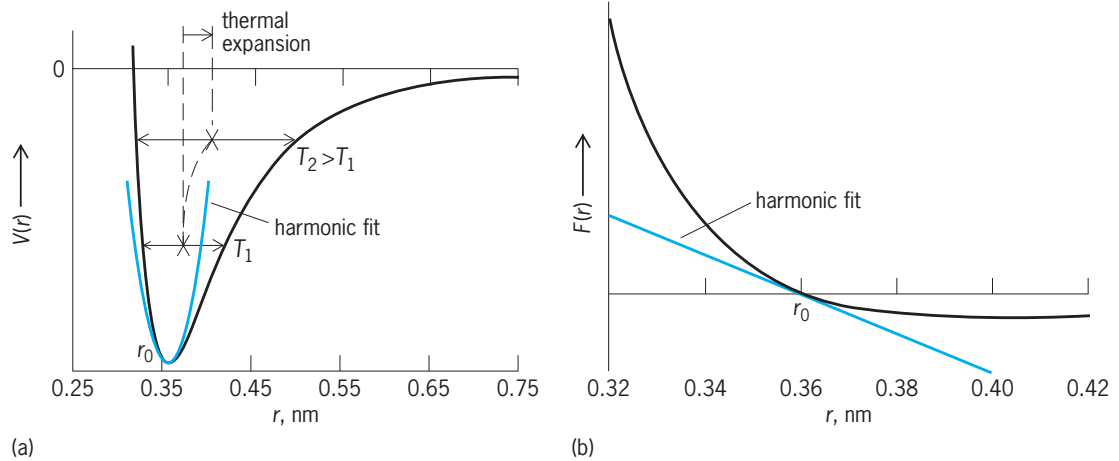 thermal
expansion
0
V(r)
T2 > T1
harmonic fit
T1
r0
0.25 0.35 0.45 0.55 0.65 0.75
r, nm
(a)
F(r)
harmonic fit
r0
0.32 0.34 0.36 0.38 0.40 0.42
r, nm
(b)